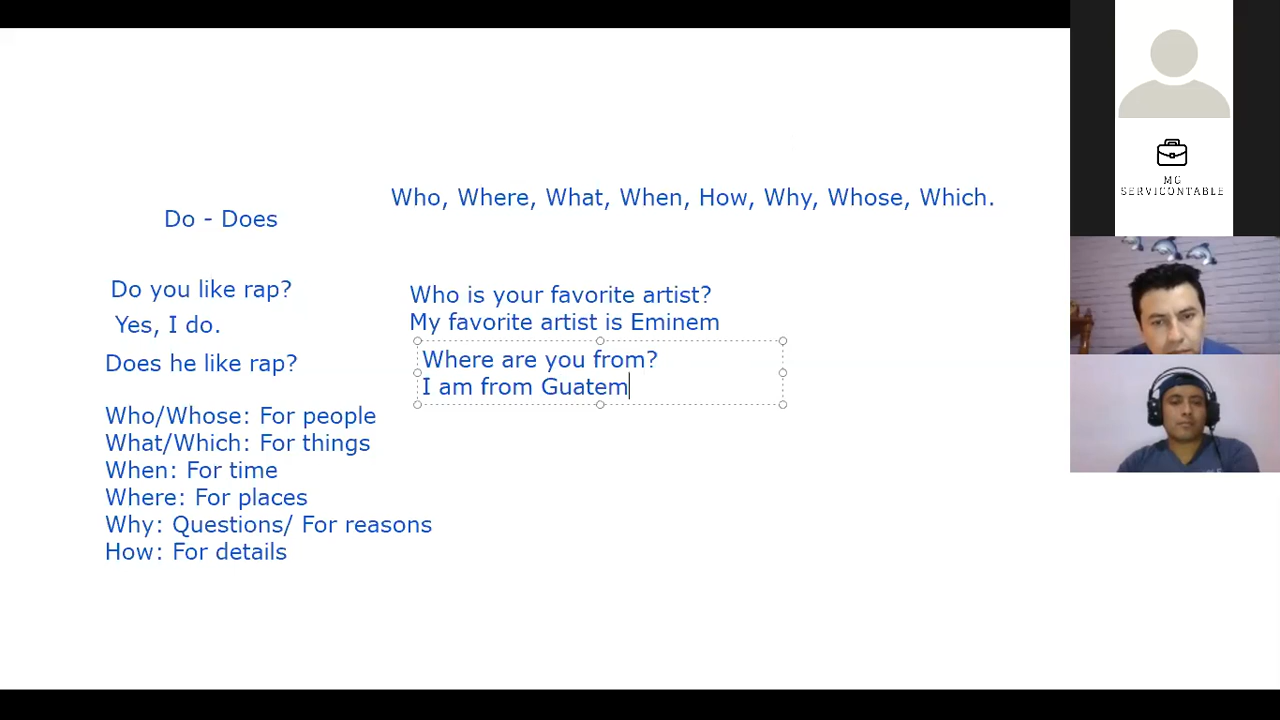 Who, Where, What, When, How, Why, Whose, Which.
Do - Does
Do you like rap?
Yes, I do.
Does he like rap?
Who/Whose: For people
What/Which: For things
When: For time
Where: For places
Why: Questions/ For reasons
How: For details
Who is your favorite artist?
My favorite artist is Eminem
Where are you from?
I am from Guatem
MG
SERVICONTABLE